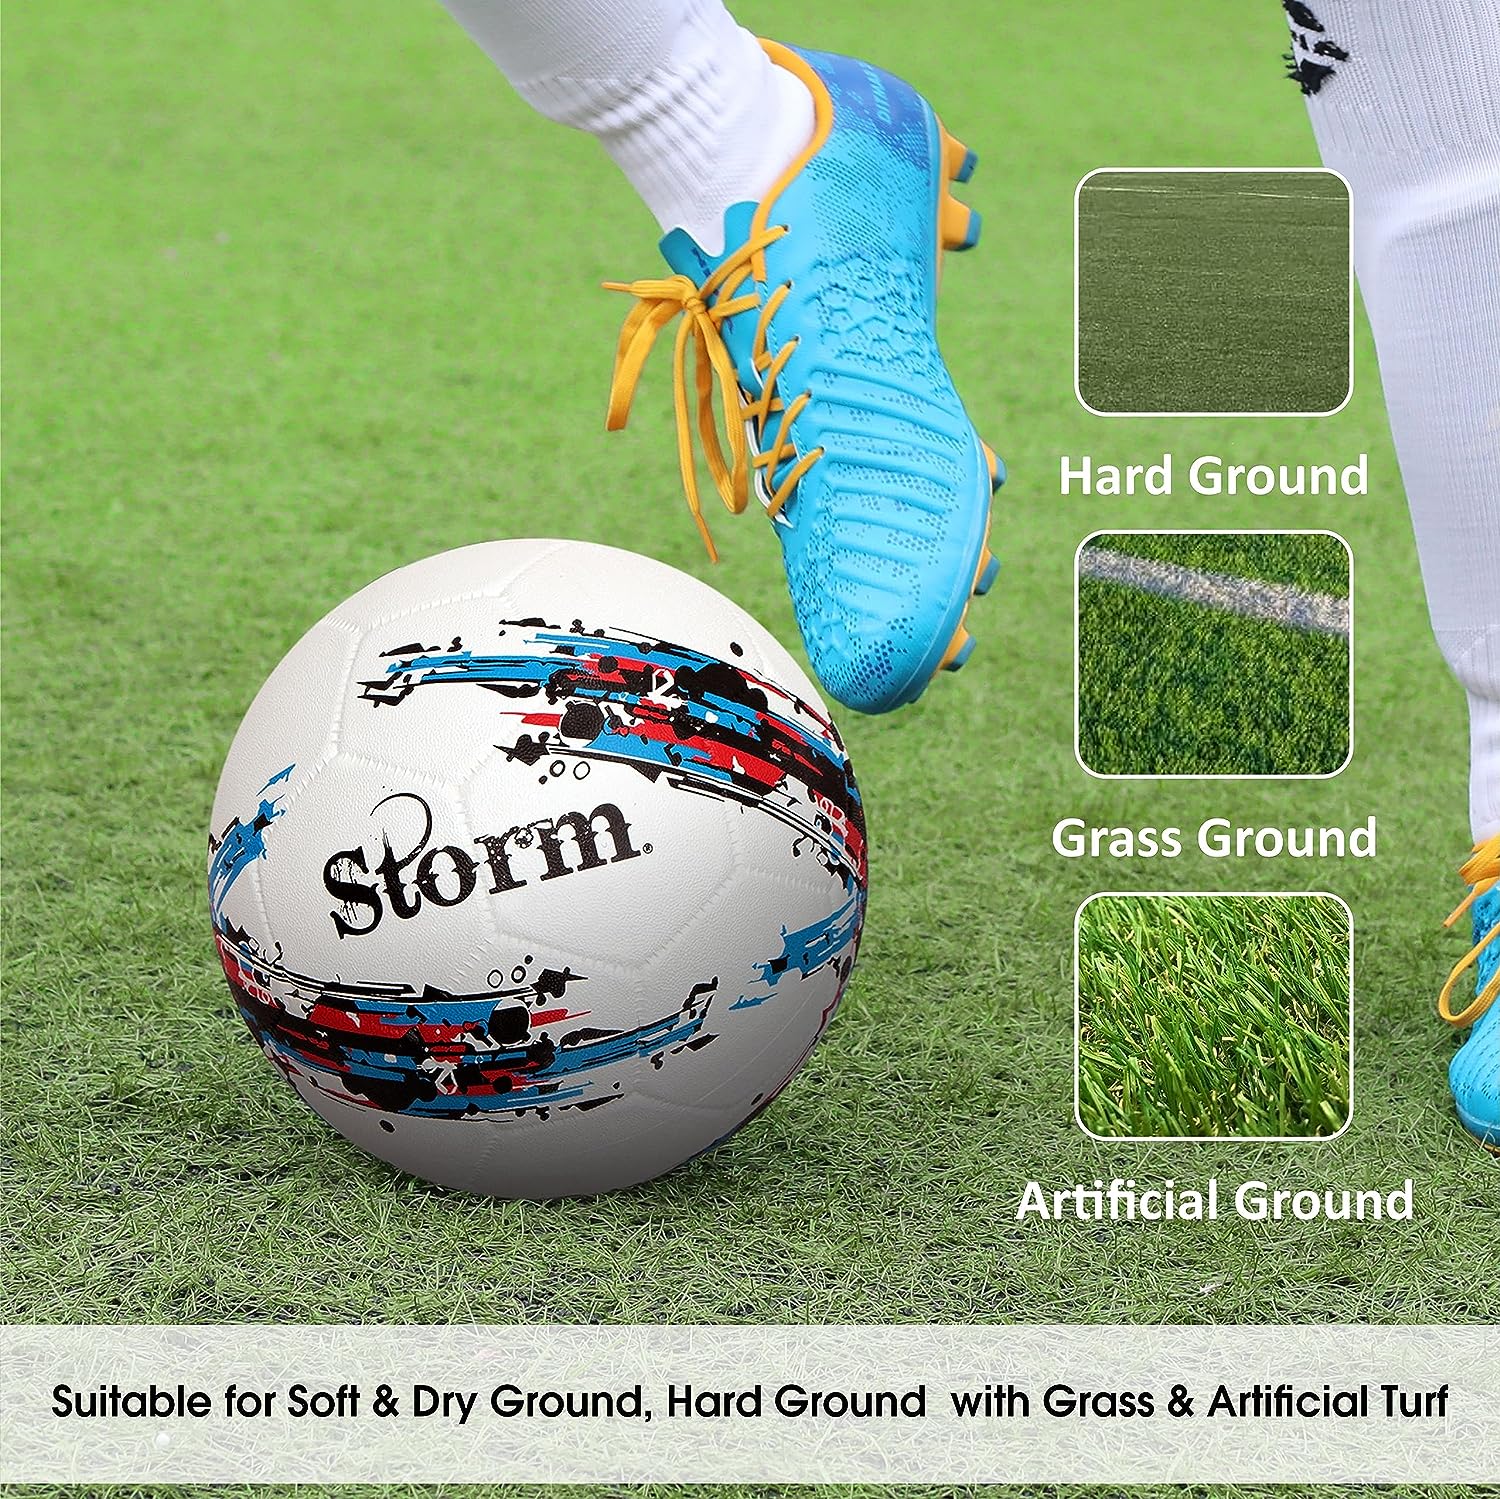 Storm
Hard Ground
Grass Ground
Artificial Ground
Suitable for Soft & Dry Ground, Hard Ground with Grass & Artificial Turf